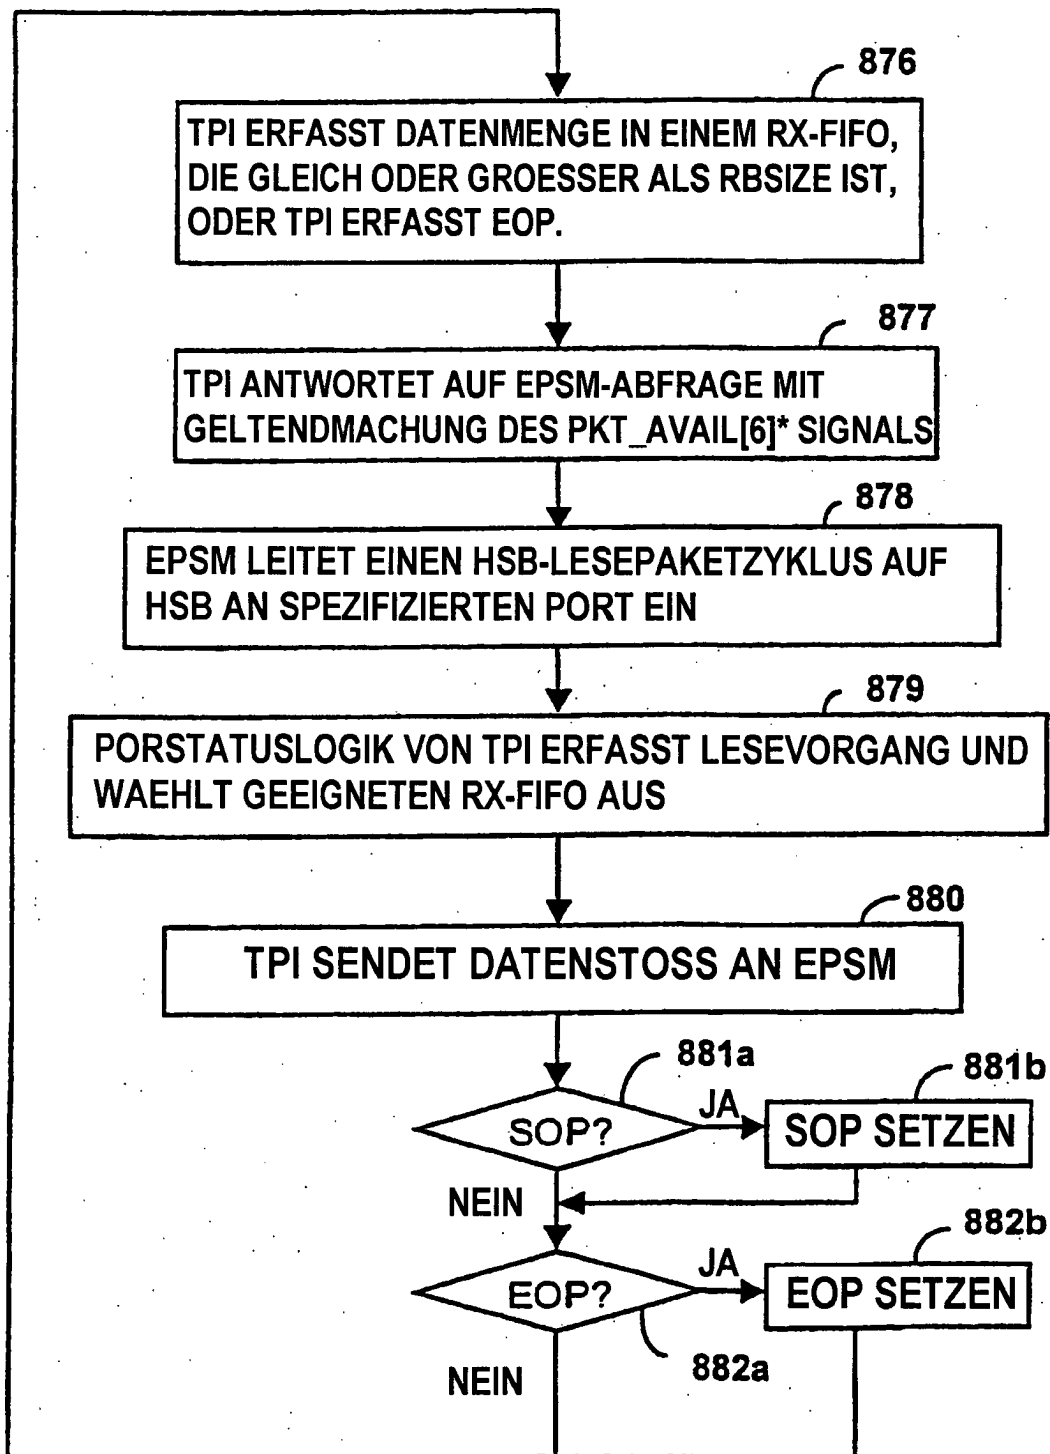 876
TPI ERFASST DATENMENGE IN EINEM RX-FIFO,
DIE GLEICH ODER GROESSER ALS RBSIZE IST,
ODER TPI ERFASST EOP.
877
TPI ANTWORTET AUF EPSM-ABFRAGE MIT
GELTENDMACHUNG DES PKT_AVAIL[6]* SIGNALS
878
EPSM LEITET EINEN HSB-LESEPAKETZYKLUS AUF
HSB AN SPEZIFIZIERTEN PORT EIN
879
PORSTATUSLOGIK VON TPI ERFASST LESEVORGANG UND
WAEHLT GEEIGNETEN RX-FIFO AUS
880
TPI SENDET DATENSTOSS AN EPSM
881a
881b
SOP?
JA
SOP SETZEN
NEIN
882b
EOP?
JA
EOP SETZEN
882a
NEIN